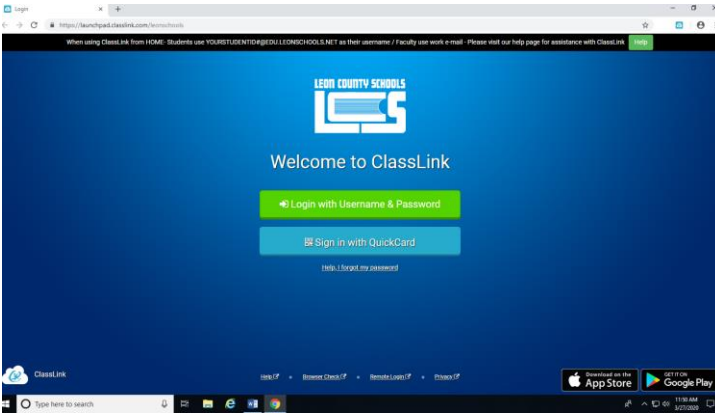 Login
https://launchpad.classlink.com/leonschools
When using ClassLink from HOME- Students use YOURSTUDENTID#@EDU.LEONSCHOOLS.NET as their username / Faculty use work e-mail - Please visit our help page for assistance with ClassLink Help
LEON COUNTY SCHOOLS
LCS
Welcome to ClassLink
Login with Username & Password
Sign in with QuickCard
Help, I forgot my password
ClassLink
Help
Browser Check
Remote Login
Privacy
Download on the
App Store
GET IT ON
Google Play
Type here to search
11:30 AM
3/27/2020